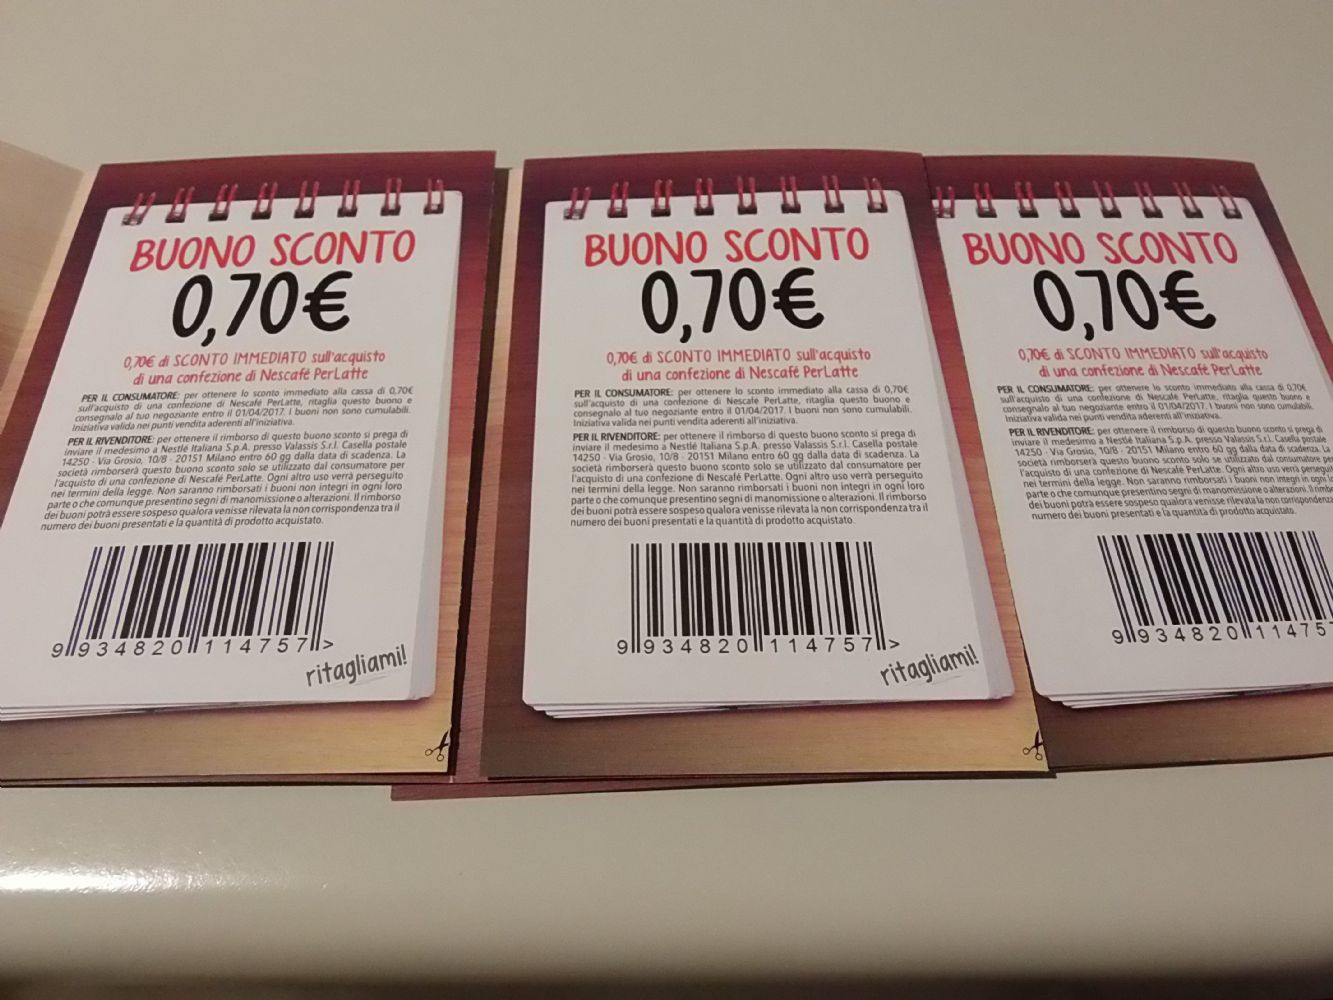 BUONO SCONTO
0,70€
0,70€ di SCONTO IMMEDIATO sull'acquisto
di una confezione di Nescafé PerLatte
PER IL CONSUMATORE: per ottenere lo sconto immediato alla cassa di 0,70€
sull'acquisto di una confezione di Nescafé PerLatte, ritaglia questo buono e
consegnalo al tuo negoziante entro il 01/04/2017. I buoni non sono cumulabili.
Iniziativa valida nei punti vendita aderenti all'iniziativa.
PER IL RIVENDITORE: per ottenere il rimborso di questo buono sconto si prega di
inviare il medesimo a Nestlé Italiana S.p.A. presso Valassis S.r.l. Casella postale
14250 - Via Grosio, 10/8 - 20151 Milano entro 60 gg dalla data di scadenza. La
società rimborserà questo buono sconto solo se utilizzato dal consumatore per
l'acquisto di una confezione di Nescafé PerLatte. Ogni altro uso verrà perseguito
nei termini della legge. Non saranno rimborsati i buoni non integri in ogni loro
parte o che comunque presentino segni di manomissione o alterazioni. Il rimborso
dei buoni potrà essere sospeso qualora venisse rilevata la non corrispondenza tra il
numero dei buoni presentati e la quantità di prodotto acquistato.
9 934820 114757 >
ritagliami!
BUONO SCONTO
0,70€
0,70€ di SCONTO IMMEDIATO sull'acquisto
di una confezione di Nescafé PerLatte
PER IL CONSUMATORE: per ottenere lo sconto immediato alla cassa di 0,70€
sull'acquisto di una confezione di Nescafé PerLatte, ritaglia questo buono e
consegnalo al tuo negoziante entro il 01/04/2017. I buoni non sono cumulabili.
Iniziativa valida nei punti vendita aderenti all'iniziativa.
PER IL RIVENDITORE: per ottenere il rimborso di questo buono sconto si prega di
inviare il medesimo a Nestlé Italiana S.p.A. presso Valassis S.r.l. Casella postale
14250 - Via Grosio, 10/8 - 20151 Milano entro 60 gg dalla data di scadenza. La
società rimborserà questo buono sconto solo se utilizzato dal consumatore per
l'acquisto di una confezione di Nescafé PerLatte. Ogni altro uso verrà perseguito
nei termini della legge. Non saranno rimborsati i buoni non integri in ogni loro
parte o che comunque presentino segni di manomissione o alterazioni. Il rimborso
dei buoni potrà essere sospeso qualora venisse rilevata la non corrispondenza tra il
numero dei buoni presentati e la quantità di prodotto acquistato.
9 934820 114757 >
ritagliami!
BUONO SCONTO
0,70€
0,70€ di SCONTO IMMEDIATO sull'acquisto
di una confezione di Nescafé PerLatte
PER IL CONSUMATORE: per ottenere lo sconto immediato alla cassa di 0,70€
sull'acquisto di una confezione di Nescafé PerLatte, ritaglia questo buono e
consegnalo al tuo negoziante entro il 01/04/2017. I buoni non sono cumulabili.
Iniziativa valida nei punti vendita aderenti all'iniziativa.
PER IL RIVENDITORE: per ottenere il rimborso di questo buono sconto si prega di
inviare il medesimo a Nestlé Italiana S.p.A. presso Valassis S.r.l. Casella postale
14250 - Via Grosio, 10/8 - 20151 Milano entro 60 gg dalla data di scadenza. La
società rimborserà questo buono sconto solo se utilizzato dal consumatore per
l'acquisto di una confezione di Nescafé PerLatte. Ogni altro uso verrà
nei termini della legge. Non saranno rimborsati i buoni non integri in ogni
parte o che comunque presentino segni di manomissione o alterazioni. Il
dei buoni potrà essere sospeso qualora venisse rilevata la non corrispondenza
numero dei buoni presentati e la quantità di prodotto acquistato.
9 934820 11475